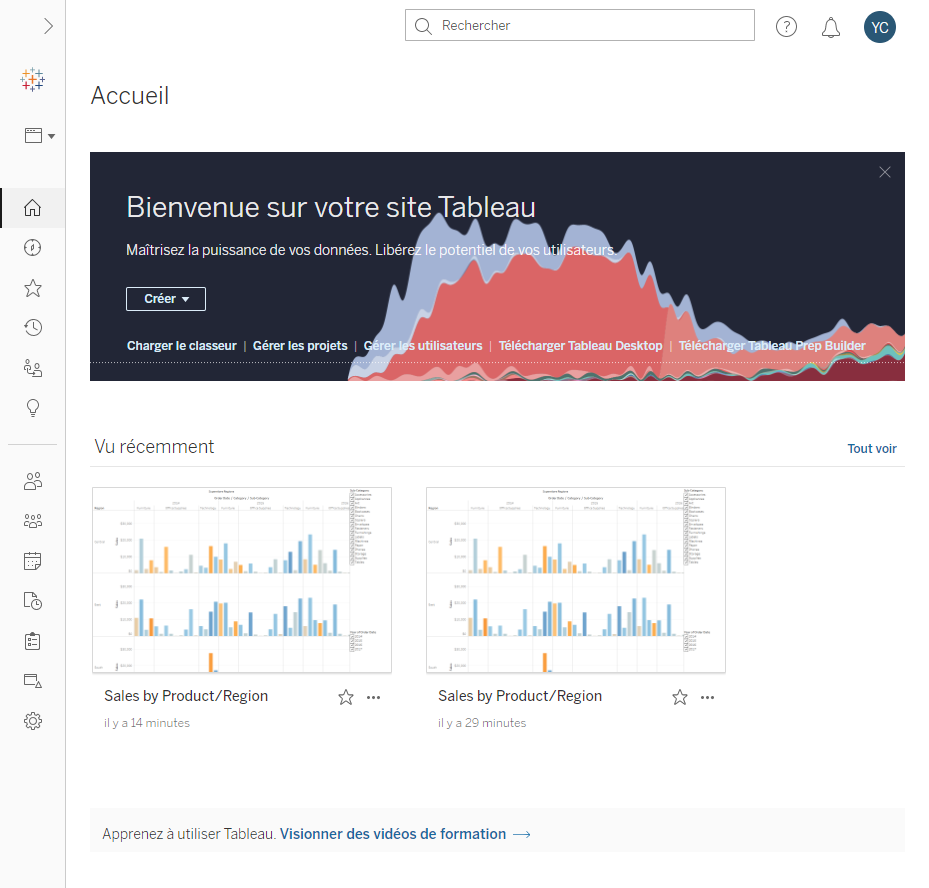 Rechercher
YC
Accueil
Bienvenue sur votre site Tableau
Maîtrisez la puissance de vos données. Libérez le potentiel de vos utilisateurs.
Créer
Charger le classeur | Gérer les projets | Gérer les utilisateurs | Télécharger Tableau Desktop | Télécharger Tableau Prep Builder
Vu récemment
Tout voir
Sales by Product/Region
il y a 14 minutes
Sales by Product/Region
il y a 29 minutes
Apprenez à utiliser Tableau. Visionner des vidéos de formation →